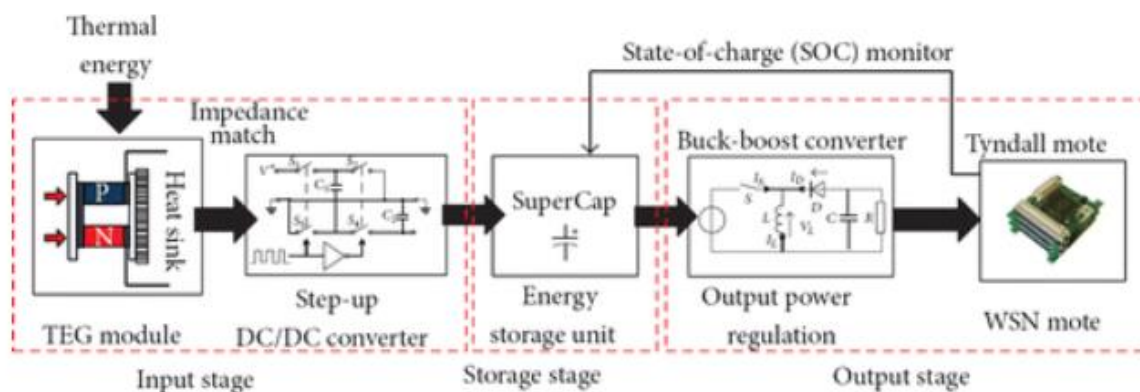 Thermal
energy
State-of-charge (SOC) monitor
Impedance
match
Buck-boost converter
Tyndall mote
P
N
Heat sink
SuperCap
S
L
D
C
R
Step-up
DC/DC converter
Energy
storage unit
Output power
regulation
TEG module
WSN mote
Input stage
Storage stage
Output stage